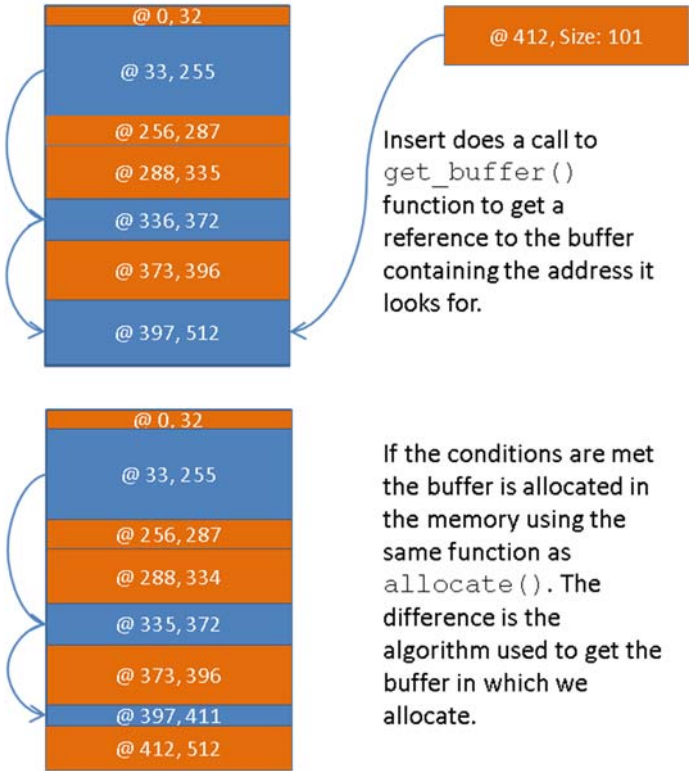 @ 0, 32
@ 33, 255
@ 256, 287
@ 288, 335
@ 336, 372
@ 373, 396
@ 397, 512
@ 412, Size: 101
Insert does a call to
get_buffer()
function to get a
reference to the buffer
containing the address it
looks for.
@ 0, 32
@ 33, 255
@ 256, 287
@ 288, 334
@ 335, 372
@ 373, 396
@ 397, 411
@ 412, 512
If the conditions are met
the buffer is allocated in
the memory using the
same function as
allocate(). The
difference is the
algorithm used to get the
buffer in which we
allocate.